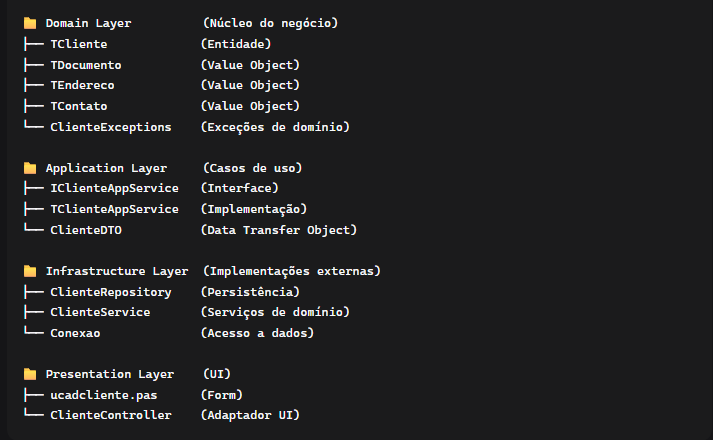 📁 Domain Layer          (Núcleo do negócio)
├── TCliente             (Entidade)
├── TDocumento           (Value Object)
├── TEndereco            (Value Object)
├── TContato             (Value Object)
└── ClienteExceptions    (Exceções de domínio)

📁 Application Layer     (Casos de uso)
├── IClienteAppService   (Interface)
├── TClienteAppService   (Implementação)
└── ClienteDTO           (Data Transfer Object)

📁 Infrastructure Layer  (Implementações externas)
├── ClienteRepository    (Persistência)
├── ClienteService       (Serviços de domínio)
└── Conexao              (Acesso a dados)

📁 Presentation Layer    (UI)
├── ucadcliente.pas      (Form)
└── ClienteController    (Adaptador UI)